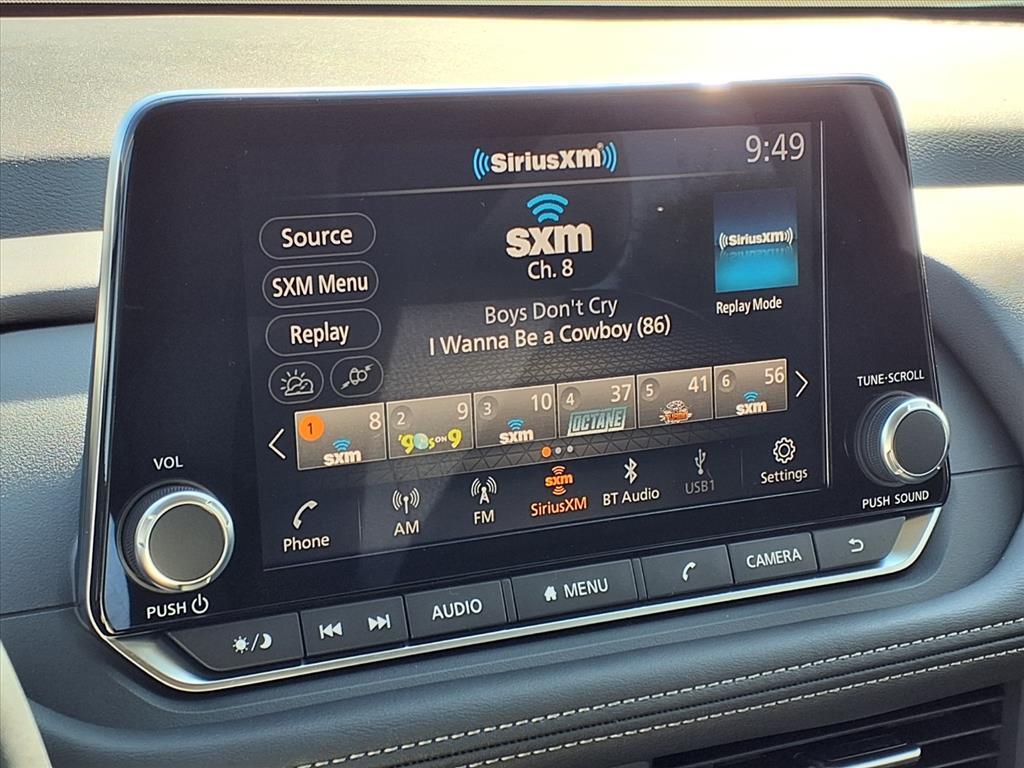 SiriusXM
9:49
Source
SXM Menu
Replay
sxm
Ch. 8
SiriusXM
Replay Mode
Boys Don't Cry
I Wanna Be a Cowboy (86)
1 8 sxm
2 9 '90s ON 9
3 10 sxm
4 37 OCTANE
5 41
6 56 sxm
Phone
AM
FM
sxm
SiriusXM
BT Audio
USB1
Settings
VOL
PUSH
TUNE·SCROLL
PUSH SOUND
AUDIO
MENU
CAMERA